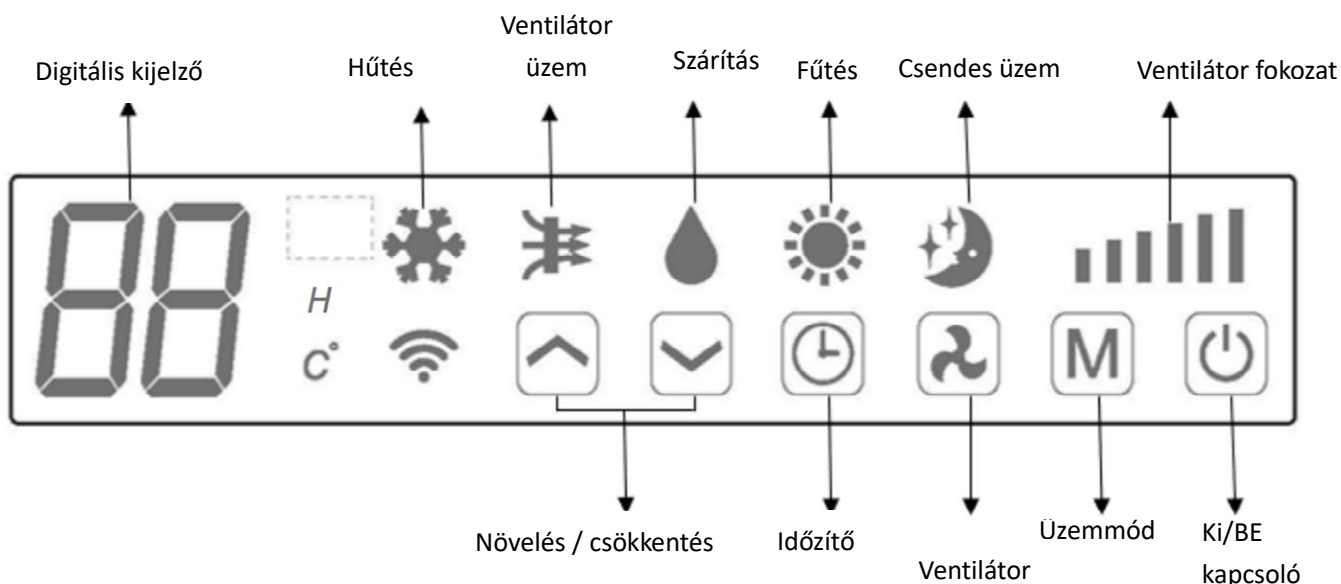 Digitális kijelző
Hűtés
Ventilátor
üzem
Szárítás
Fűtés
Csendes üzem
Ventilátor fokozat
88
H
C°
M
Növelés / csökkentés
Időzítő
Ventilátor
Üzemmód
Ki/BE
kapcsoló